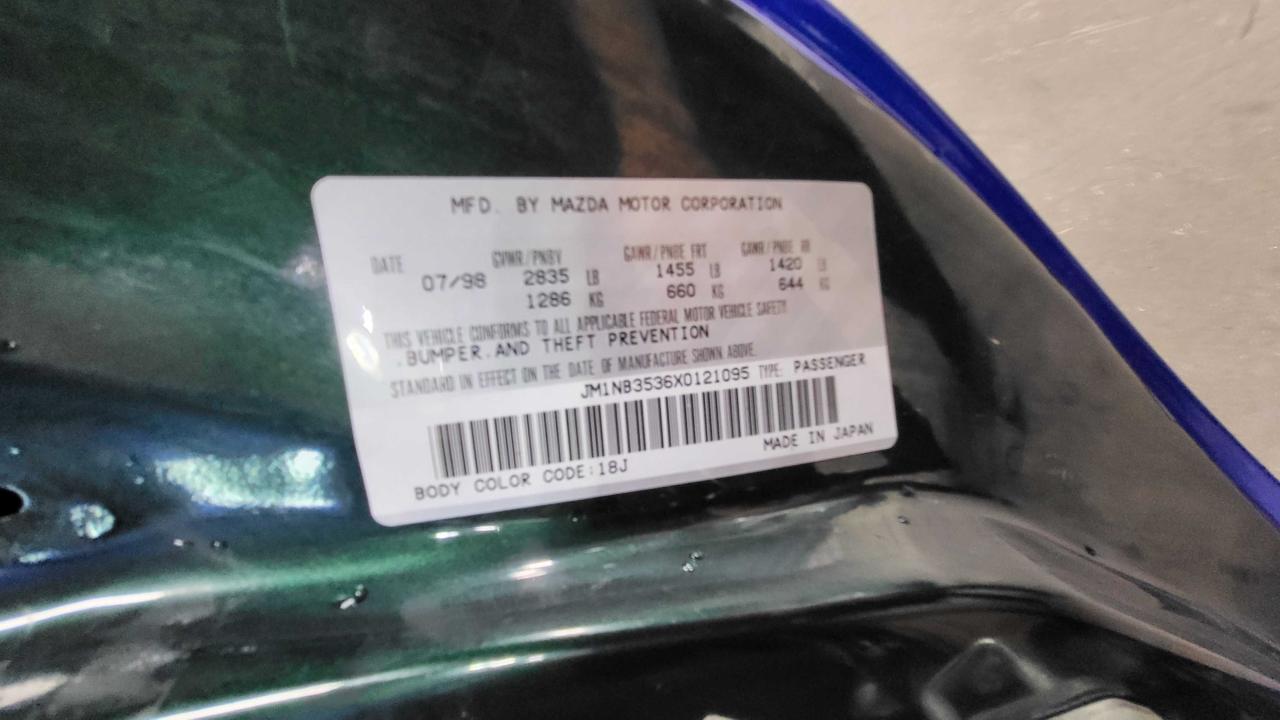 MFD. BY MAZDA MOTOR CORPORATION
DATE GVWR/PNBV GAWR/PNBE FRT GAWR/PNBE RR
07/98 2835 LB 1455 LB 1420 LB
1286 KG 660 KG 644 KG
THIS VEHICLE CONFORMS TO ALL APPLICABLE FEDERAL MOTOR VEHICLE SAFETY
.BUMPER.AND THEFT PREVENTION
STANDARD IN EFFECT ON THE DATE OF MANUFACTURE SHOWN ABOVE.
JM1NB3536X0121095 TYPE: PASSENGER
MADE IN JAPAN
BODY COLOR CODE:18J